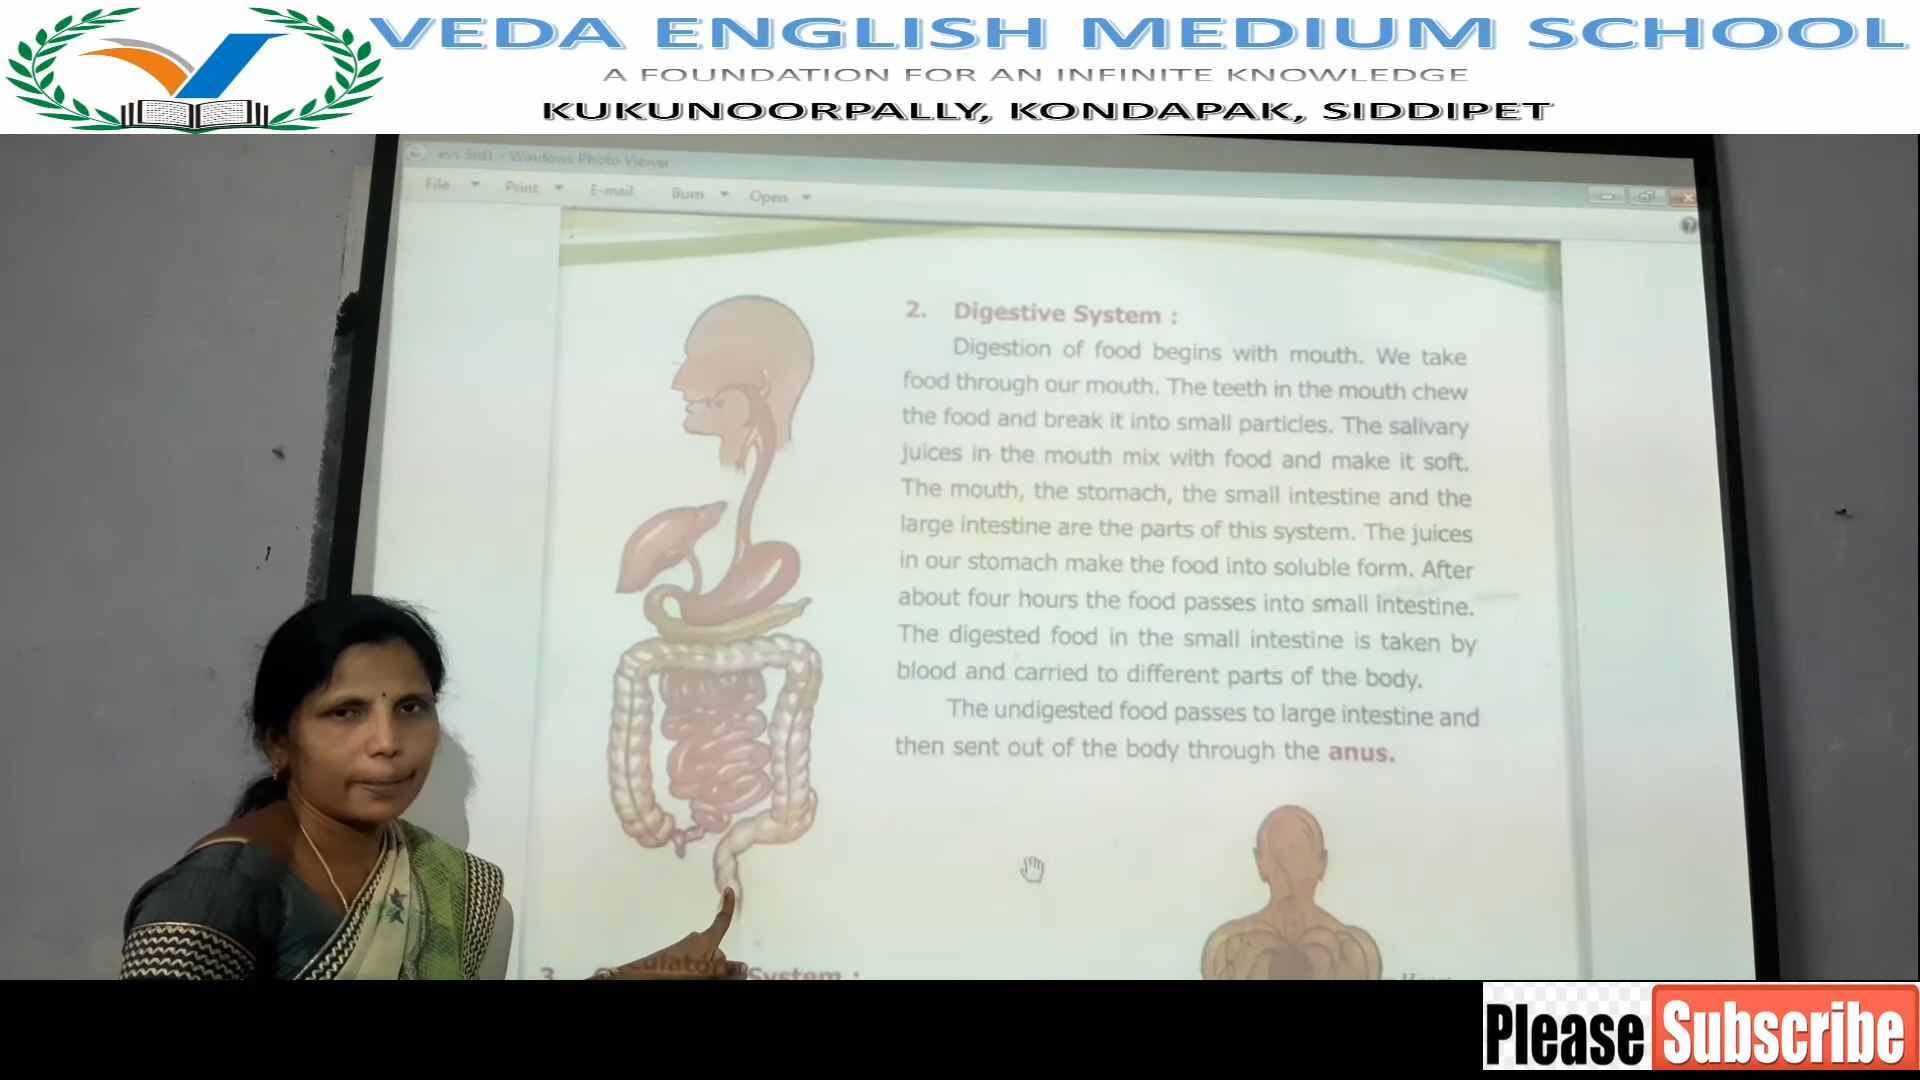 VEDA ENGLISH MEDIUM SCHOOL
A FOUNDATION FOR AN INFINITE KNOWLEDGE
KUKUNOORPALLY, KONDAPAK, SIDDIPET
evs 3rd1 - Windows Photo Viewer
File Print E-mail Burn Open
2. Digestive System :
Digestion of food begins with mouth. We take
food through our mouth. The teeth in the mouth chew
the food and break it into small particles. The salivary
juices in the mouth mix with food and make it soft.
The mouth, the stomach, the small intestine and the
large intestine are the parts of this system. The juices
in our stomach make the food into soluble form. After
about four hours the food passes into small intestine.
The digested food in the small intestine is taken by
blood and carried to different parts of the body.
The undigested food passes to large intestine and
then sent out of the body through the anus.
3. System :
Please Subscribe